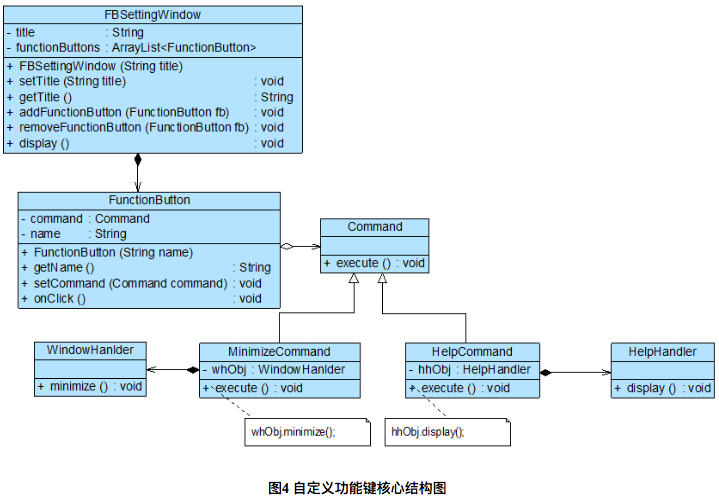 FBSettingWindow
- title : String
- functionButtons : ArrayList<FunctionButton>
+ FBSettingWindow (String title)
+ setTitle (String title) : void
+ getTitle () : String
+ addFunctionButton (FunctionButton fb) : void
+ removeFunctionButton (FunctionButton fb) : void
+ display () : void
FunctionButton
- command : Command
- name : String
+ FunctionButton (String name)
+ getName () : String
+ setCommand (Command command) : void
+ onClick () : void
Command
+ execute () : void
WindowHanlder
+ minimize () : void
MinimizeCommand
- whObj : WindowHanlder
+ execute () : void
HelpCommand
- hhObj : HelpHandler
+ execute () : void
HelpHandler
+ display () : void
whObj.minimize();
hhObj.display();
图4 自定义功能键核心结构图